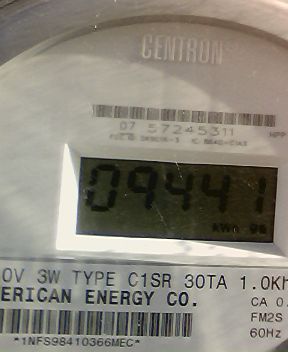 CENTRON®
07 57245311
09441
kWh
0V 3W TYPE C1SR 30TA 1.0Kh
ERICAN ENERGY CO.
CA 0.
FM2S
60Hz
*1NFS98410366MEC*